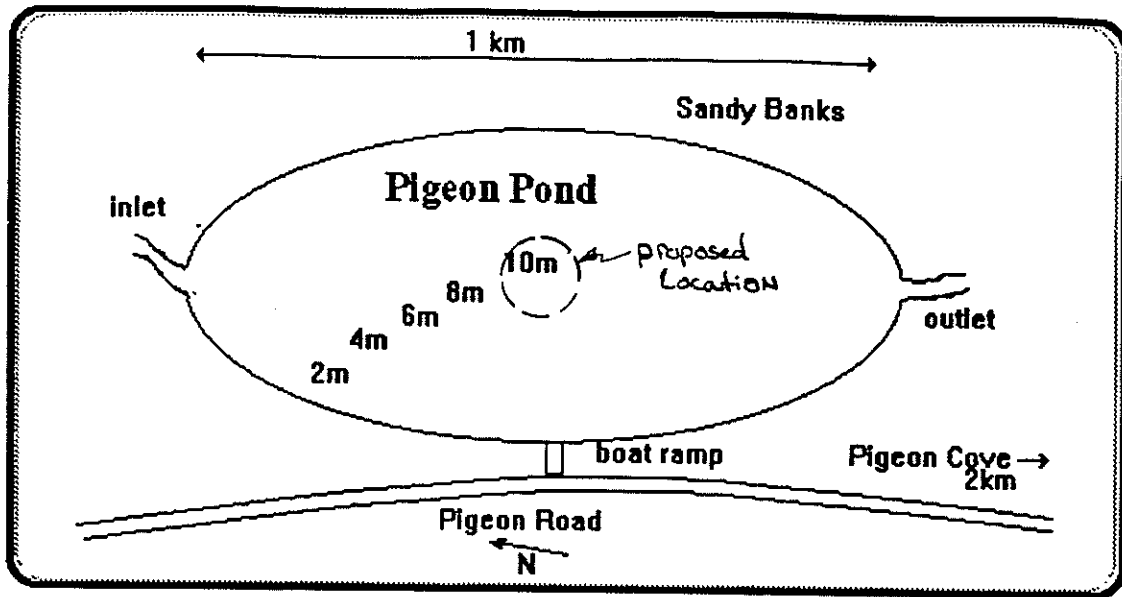 1 km
Sandy Banks
Pigeon Pond
inlet
10m
proposed
Location
8m
6m
4m
2m
outlet
boat ramp
Pigeon Cove →
2km
Pigeon Road
N